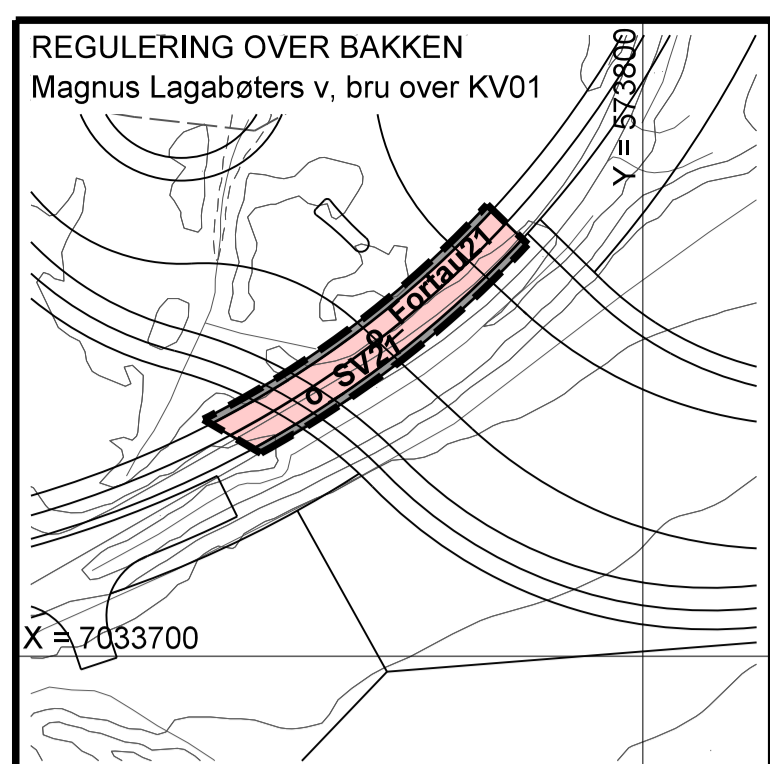 REGULERING OVER BAKKEN
Magnus Lagabøters v, bru over KV01
Y = 573800
o Fortau21
o SV21
X = 7033700